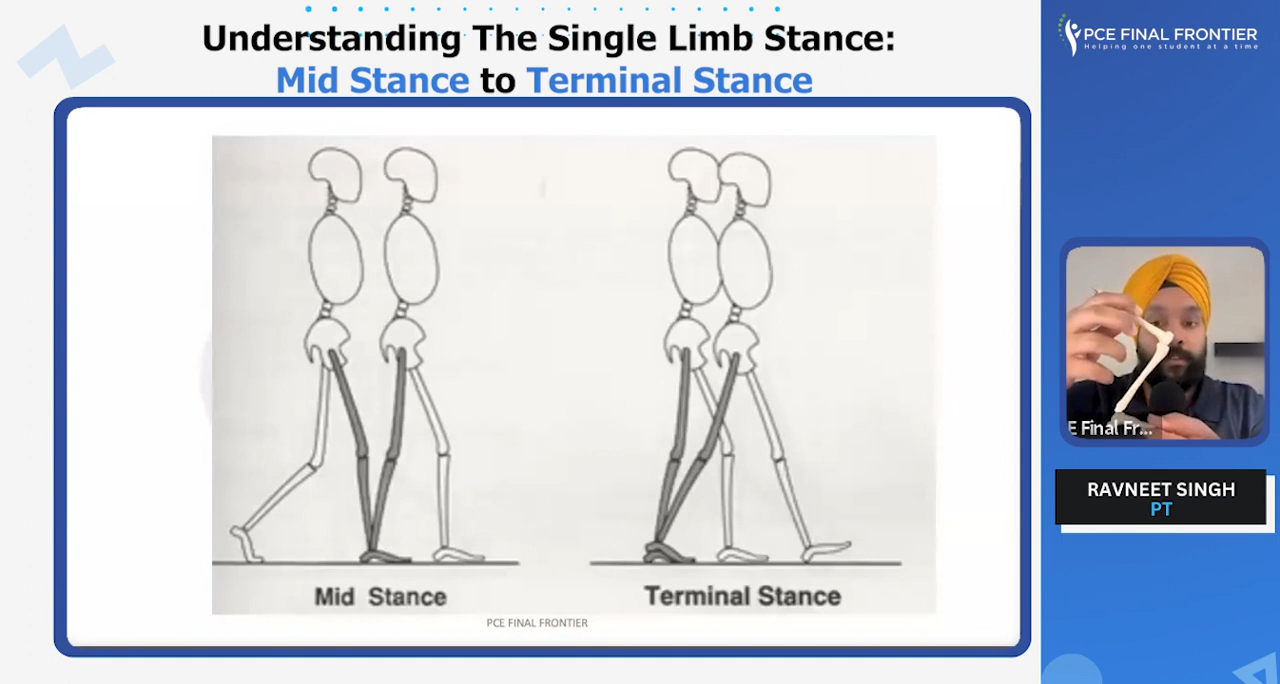 Understanding The Single Limb Stance:
Mid Stance to Terminal Stance
PCE FINAL FRONTIER
Helping one student at a time
E Final Fr...
RAVNEET SINGH
PT
Mid Stance
Terminal Stance
PCE FINAL FRONTIER